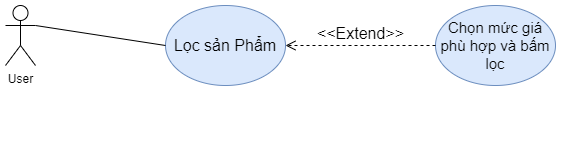 User
Lọc sản Phẩm
<<Extend>>
Chọn mức giá
phù hợp và bấm
lọc